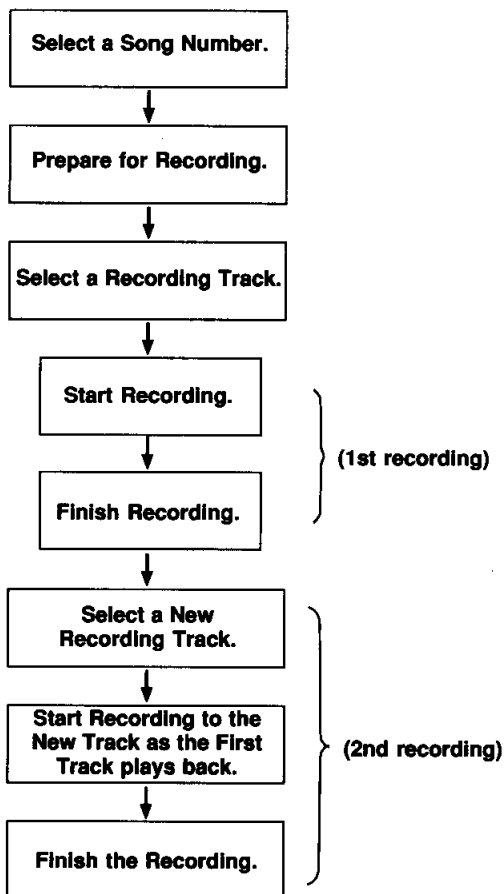 Select a Song Number.
Prepare for Recording.
Select a Recording Track.
Start Recording.
(1st recording)
Finish Recording.
Select a New
Recording Track.
Start Recording to the
New Track as the First
Track plays back.
(2nd recording)
Finish the Recording.